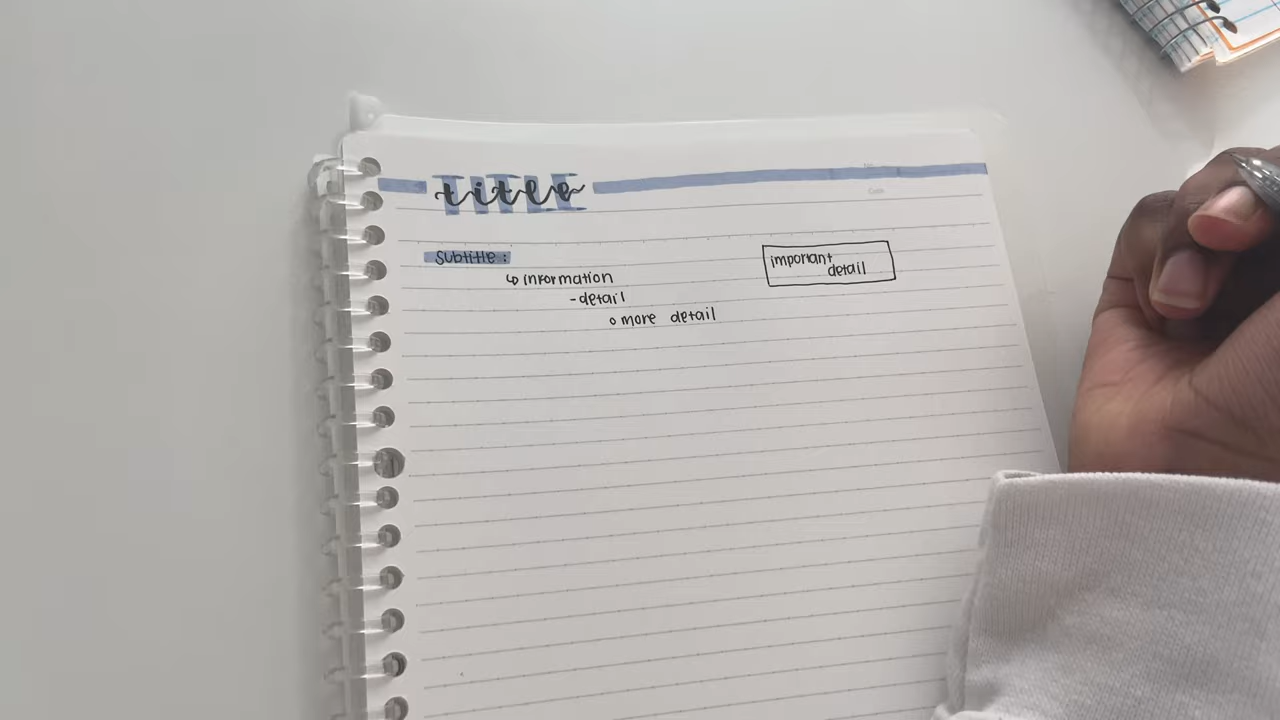 TITLE
title
subtitle:
↳ information
- detail
o more detail
important
detail